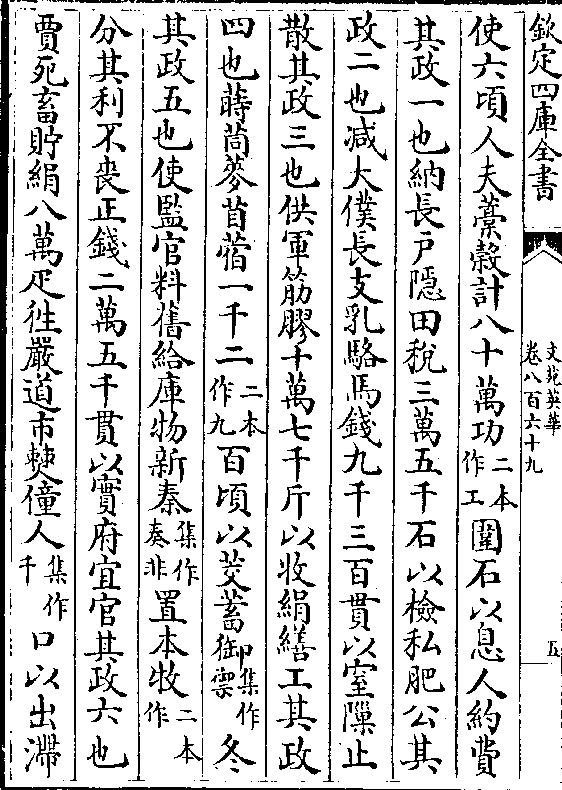 欽定四庫全書
文苑英華
卷八百六十九
五
使六頃人夫藁穀計八十萬功二本作工圍石以息人約費
其政一也納長户隱田稅三萬五千石以檢私肥公其
政二也减大僕長支乳駱馬錢九千三百貫以窒隟止
散其政三也供軍筋膠十萬七千斤以收絹繕工其政
四也蒔茼麥苜蓿一千二二本作九百頃以茭蓄集作御禦冬
其政五也使監官料舊給庫物新奏集作奏非置本牧二本作
分其利不喪正錢二萬五千貫以實府宜官其政六也
賈死畜貯絹八萬疋徃嚴道市㦸僮人集作千口以出滯